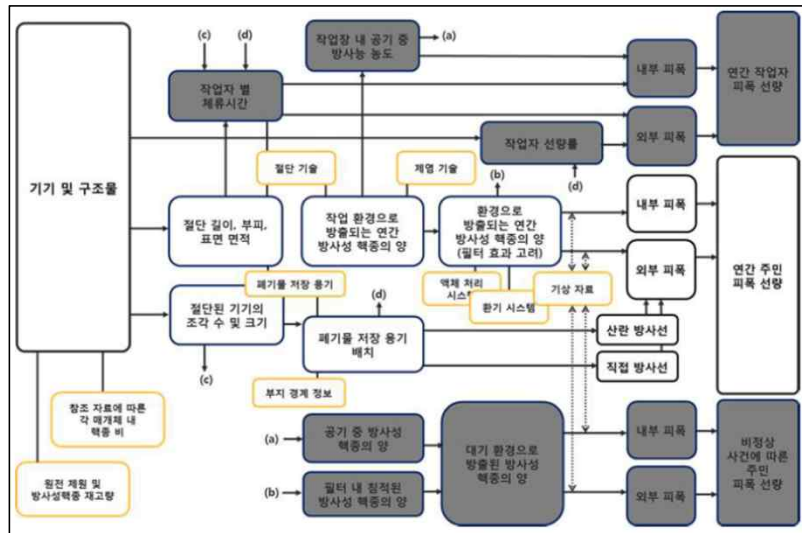 (c)
(d)
작업장 내 공기 중
방사능 농도
(a)
작업자 별
체류시간
내부 피폭
연간 작업자
피폭 선량
작업자 선량률
외부 피폭
절단 기술
제염 기술
(b)
(d)
기기 및 구조물
절단 길이, 부피,
표면 면적
작업 환경으로
방출되는 연간
방사성 핵종의 양
환경으로
방출되는 연간
방사성 핵종의 양
(필터 효과 고려)
내부 피폭
외부 피폭
연간 주민
피폭 선량
폐기물 저장 용기
액체 처리
시스템
환기 시스템
기상 자료
절단된 기기의
조각 수 및 크기
(d)
폐기물 저장 용기
배치
산란 방사선
직접 방사선
(c)
부지 경계 정보
참조 자료에 따른
각 매개체 내
핵종 비
원전 제원 및
방사성핵종 재고량
(a)
공기 중 방사성
핵종의 양
(b)
필터 내 침적된
방사성 핵종의 양
대기 환경으로
방출된 방사성
핵종의 양
내부 피폭
외부 피폭
비정상
사건에 따른
주민
피폭 선량